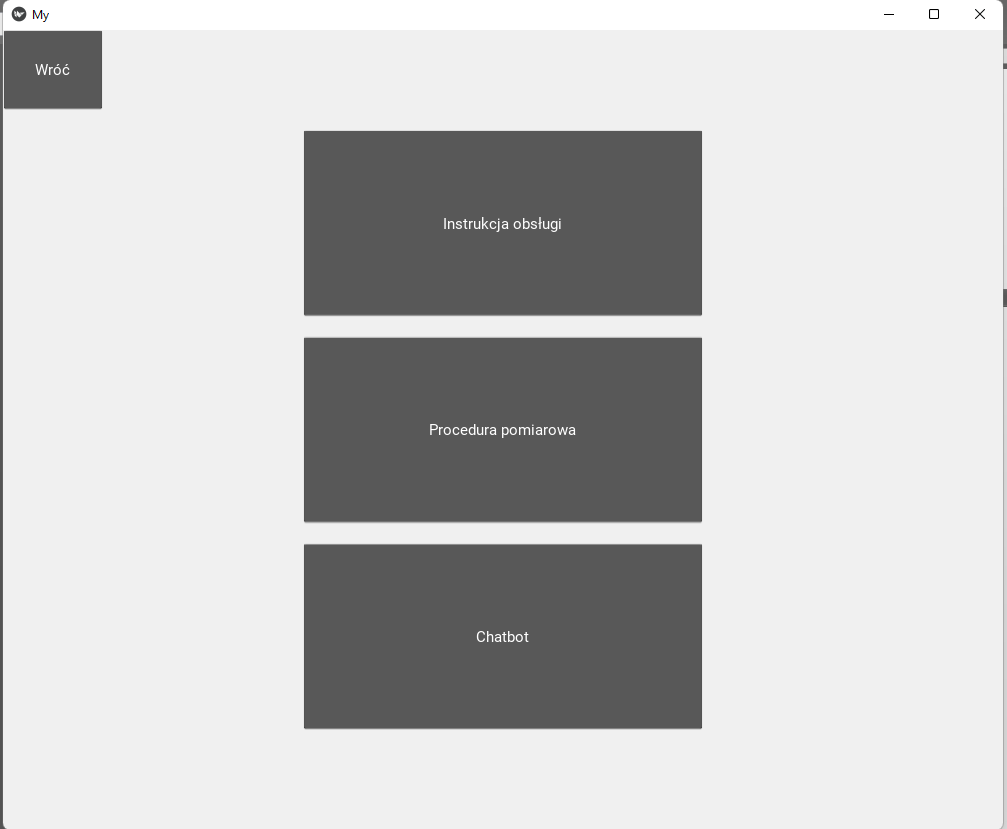 My
Wróć
Instrukcja obsługi
Procedura pomiarowa
Chatbot